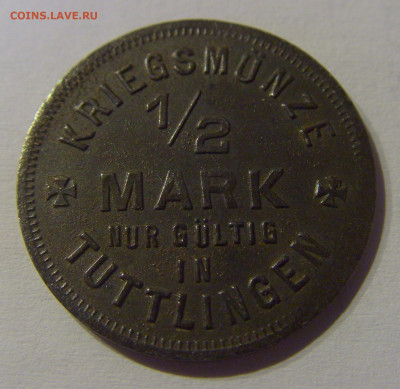 COINS.LAVE.RU
KRIEGSMÜNZE
1/2
MARK
NUR GÜLTIG
IN
TUTTLINGEN